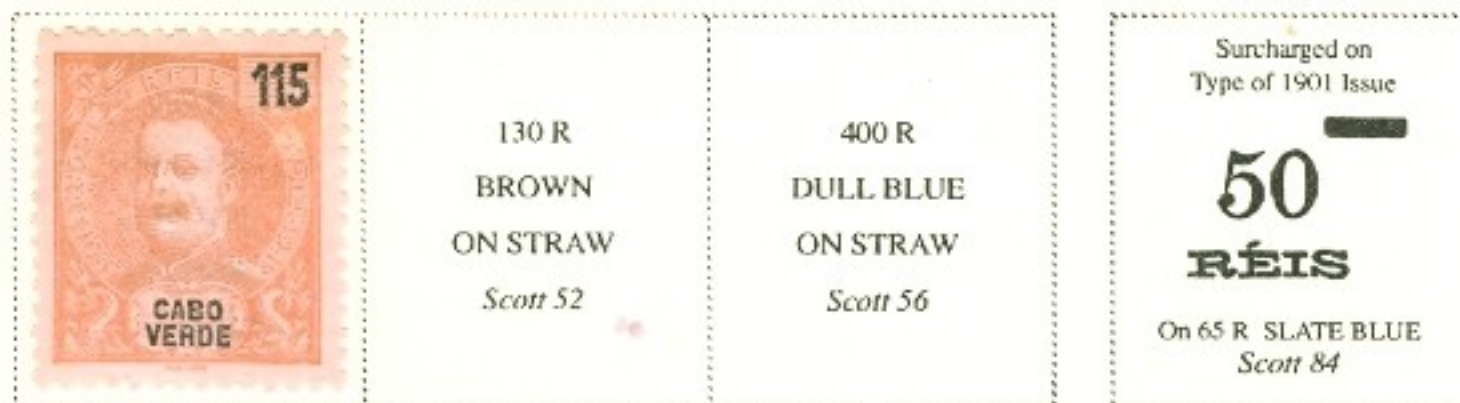 REIS
115
CABO
VERDE
130 R
BROWN
ON STRAW
Scott 52
400 R
DULL BLUE
ON STRAW
Scott 56
Surcharged on
Type of 1901 Issue
50
RÉIS
On 65 R SLATE BLUE
Scott 84